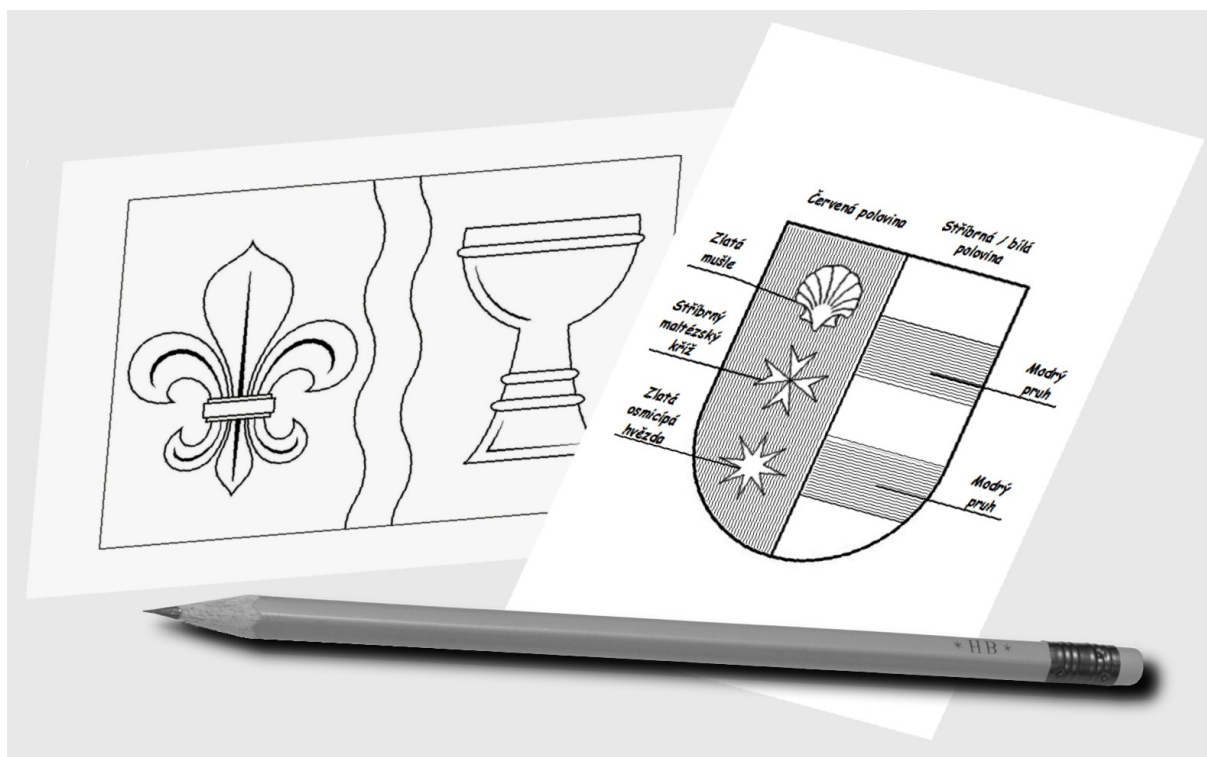 Červená polovina
Stříbrná / bílá
polovina
Zlatá
mušle
Stříbrný
maltézský
kříž
Zlatá
osmicípá
hvězda
Modrý
pruh
Modrý
pruh
* HB *